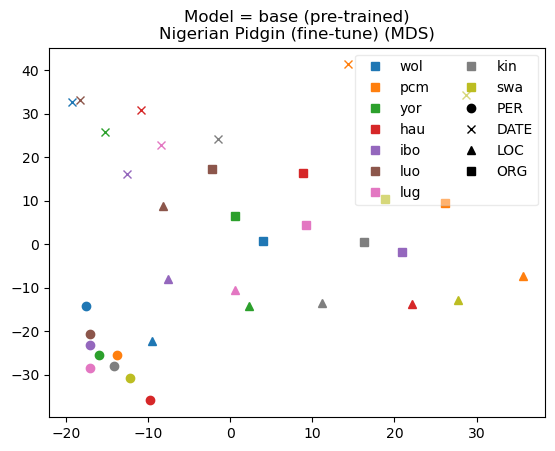 Model = base (pre-trained)
Nigerian Pidgin (fine-tune) (MDS)
wol kin
pcm swa
yor PER
hau DATE
ibo LOC
luo ORG
lug
40
30
20
10
0
−10
−20
−30
−20 −10 0 10 20 30